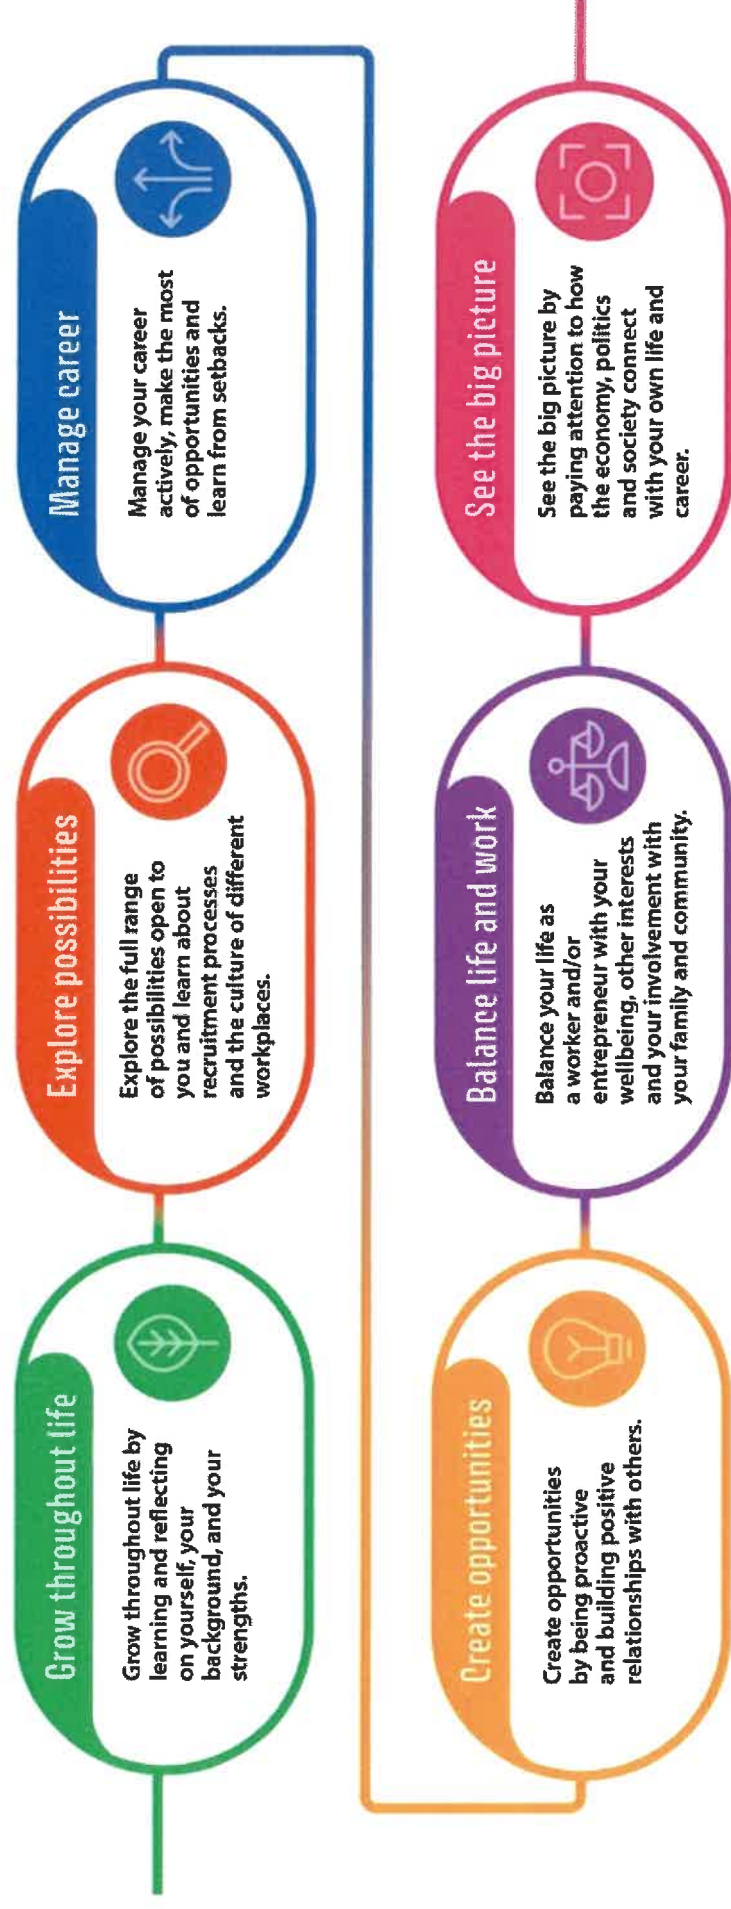 Grow throughout life
Grow throughout life by
learning and reflecting
on yourself, your
background, and your
strengths.
Explore possibilities
Explore the full range
of possibilities open to
you and learn about
recruitment processes
and the culture of different
workplaces.
Manage career
Manage your career
actively, make the most
of opportunities and
learn from setbacks.
Create opportunities
Create opportunities
by being proactive
and building positive
relationships with others.
Balance life and work
Balance your life as
a worker and/or
entrepreneur with your
wellbeing, other interests
and your involvement with
your family and community.
See the big picture
See the big picture by
paying attention to how
the economy, politics
and society connect
with your own life and
career.